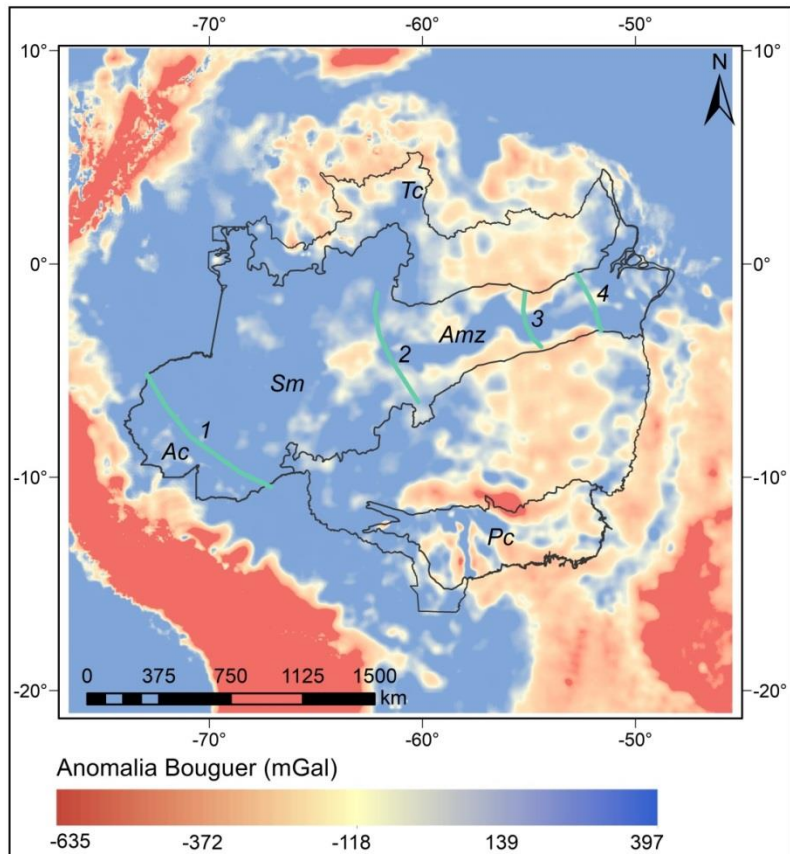 -70° -60° -50°
10° 10°
N
Tc
0° 0°
4
3
Amz
2
Sm
1
Ac
-10° -10°
Pc
0 375 750 1125 1500
km
-20° -20°
-70° -60° -50°
Anomalia Bouguer (mGal)
-635 -372 -118 139 397